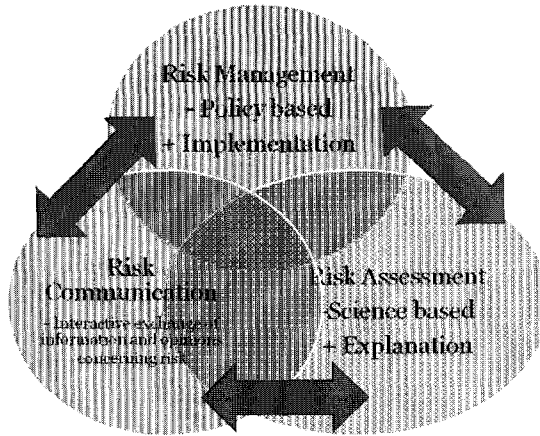 Risk Management
- Policy based
+ Implementation
Risk
Communication
- Interactive exchange of
information and opinions
concerning risk
Risk Assessment
-Science based
+ Explanation